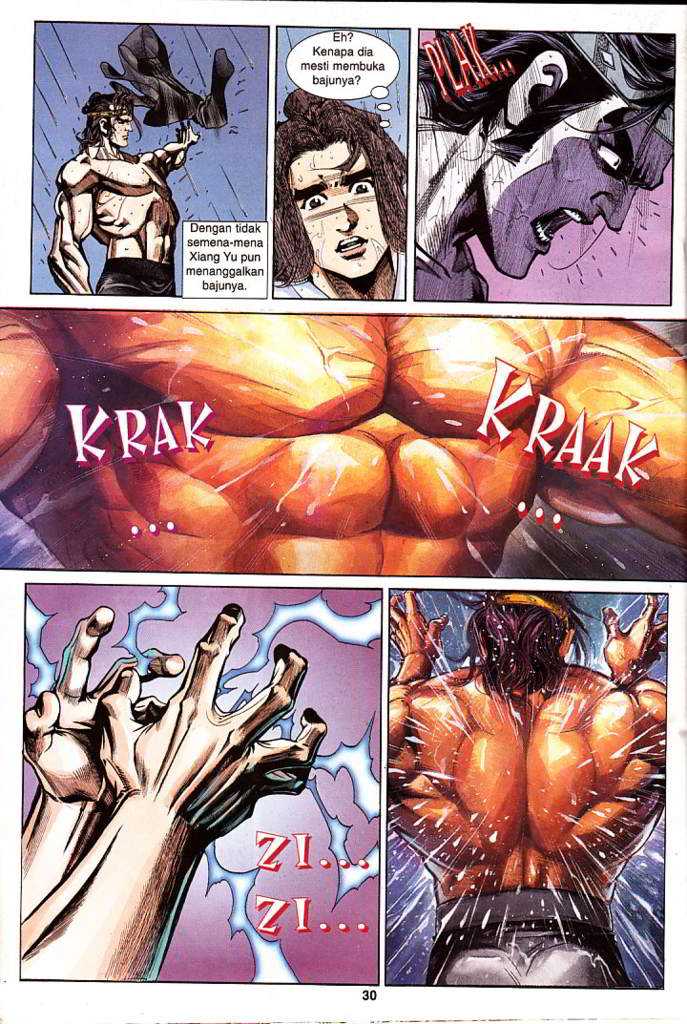 Dengan tidak
semena-mena
Xiang Yu pun
menanggalkan
bajunya.
Eh?
Kenapa dia
mesti membuka
bajunya?
PLAK...
KRAK
...
KRAAK
...
ZI...
ZI...
30